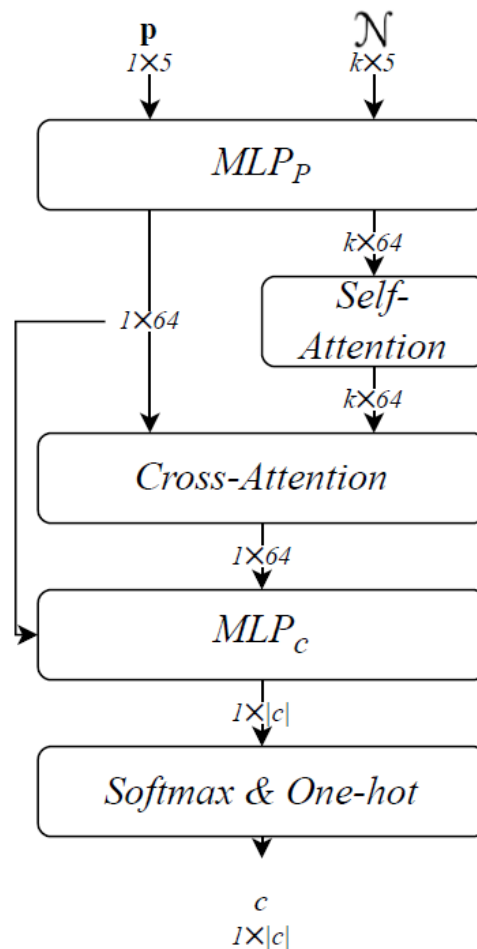 p 𝒩
1×5 k×5
MLP_P
k×64
Self-
Attention
1×64
k×64
Cross-Attention
1×64
MLP_c
1×|c|
Softmax & One-hot
c
1×|c|